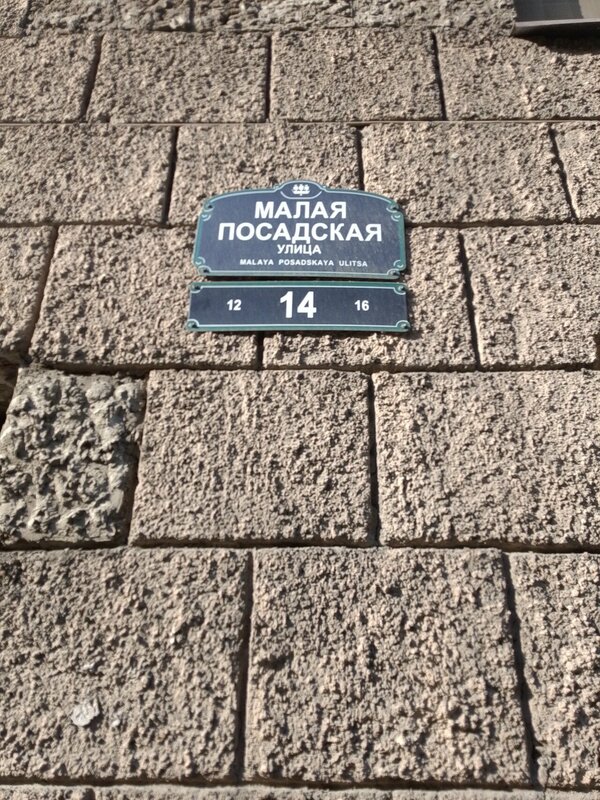 МАЛАЯ
ПОСАДСКАЯ
УЛИЦА
MALAYA POSADSKAYA ULITSA
12 14 16